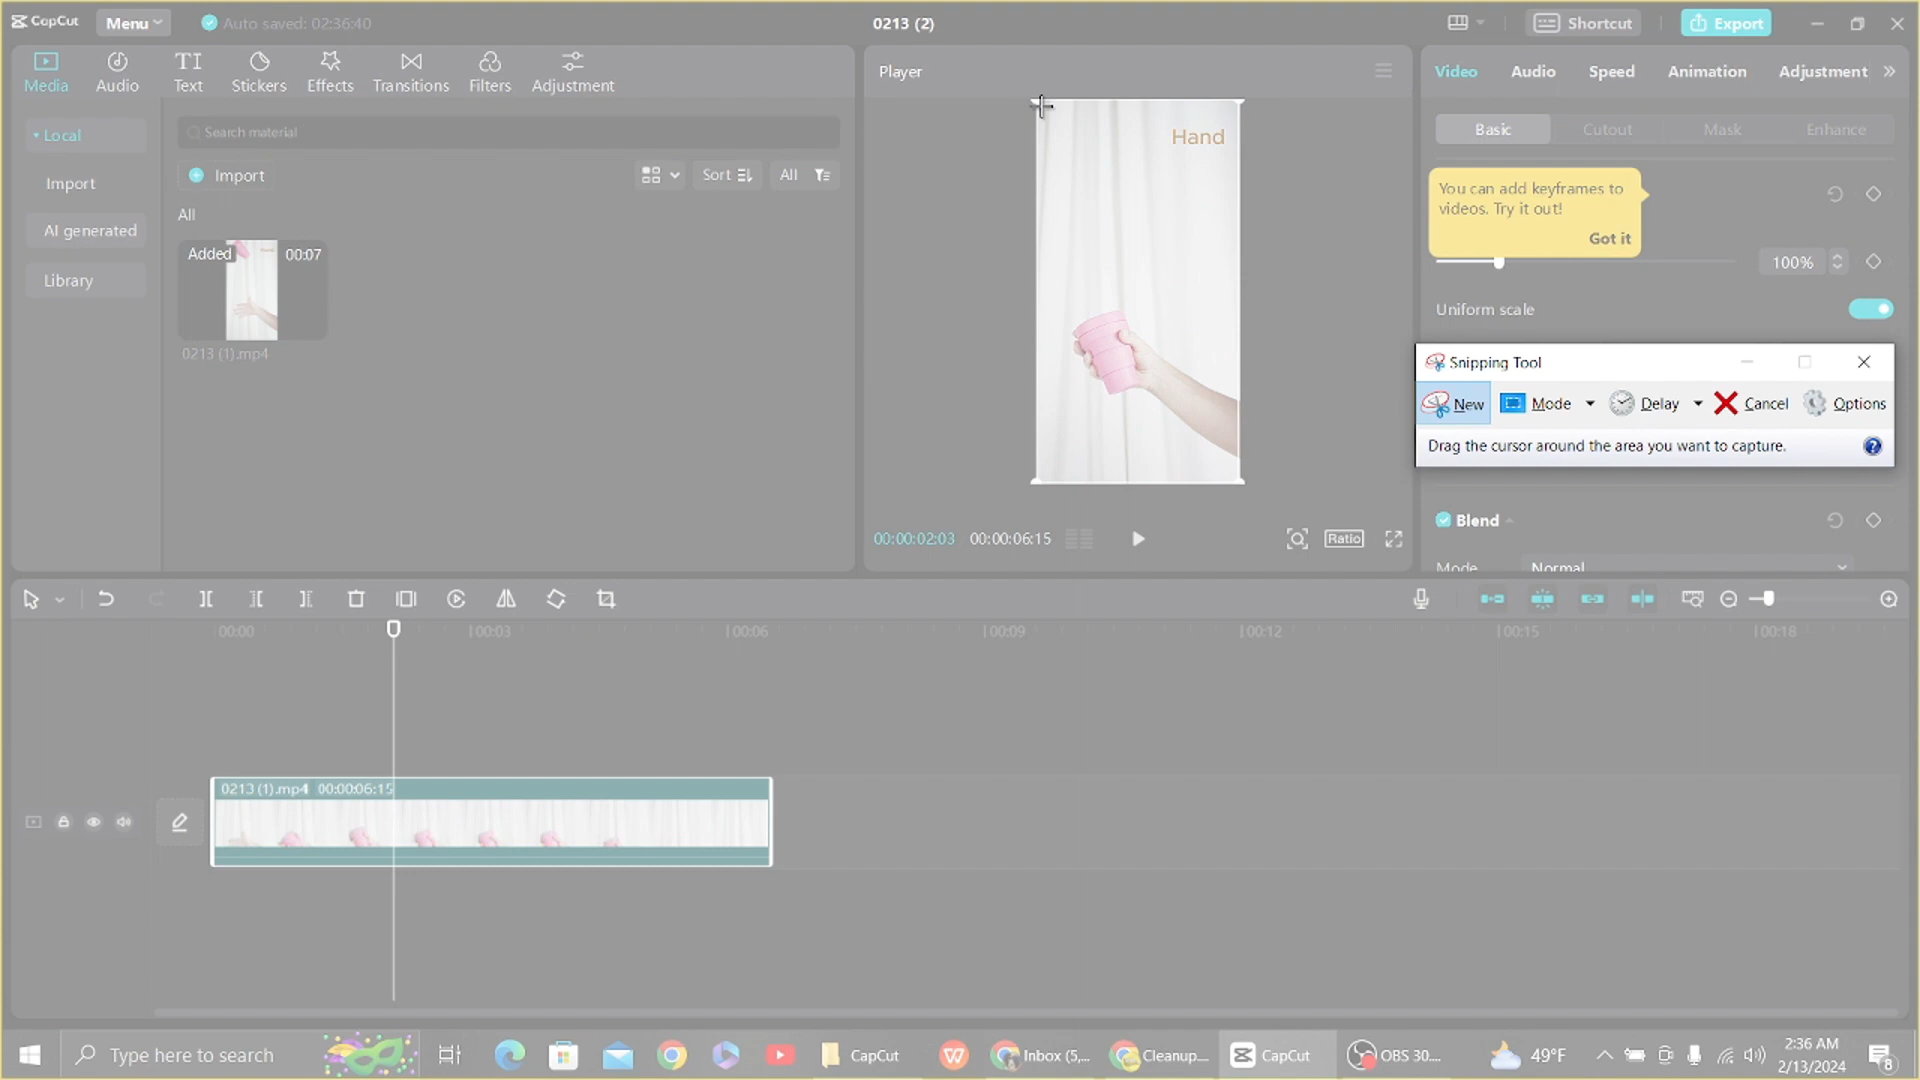 CapCut
Menu
Auto saved: 02:36:40
0213 (2)
Shortcut
Export
Media
Audio
Text
Stickers
Effects
Transitions
Filters
Adjustment
Player
Video
Audio
Speed
Animation
Adjustment
Local
Import
AI generated
Library
Search material
Import
Sort
All
All
Added
00:07
0213 (1).mp4
Hand
00:00:02:03
00:00:06:15
Ratio
Basic
Cutout
Mask
Enhance
You can add keyframes to
videos. Try it out!
Got it
100%
Uniform scale
Snipping Tool
New
Mode
Delay
Cancel
Options
Drag the cursor around the area you want to capture.
Blend
Mode
Normal
00:00
00:03
00:06
00:09
00:12
00:15
00:18
0213 (1).mp4 00:00:06:15
Type here to search
CapCut
Inbox (5,...
Cleanup...
CapCut
OBS 30....
49°F
2:36 AM
2/13/2024
8